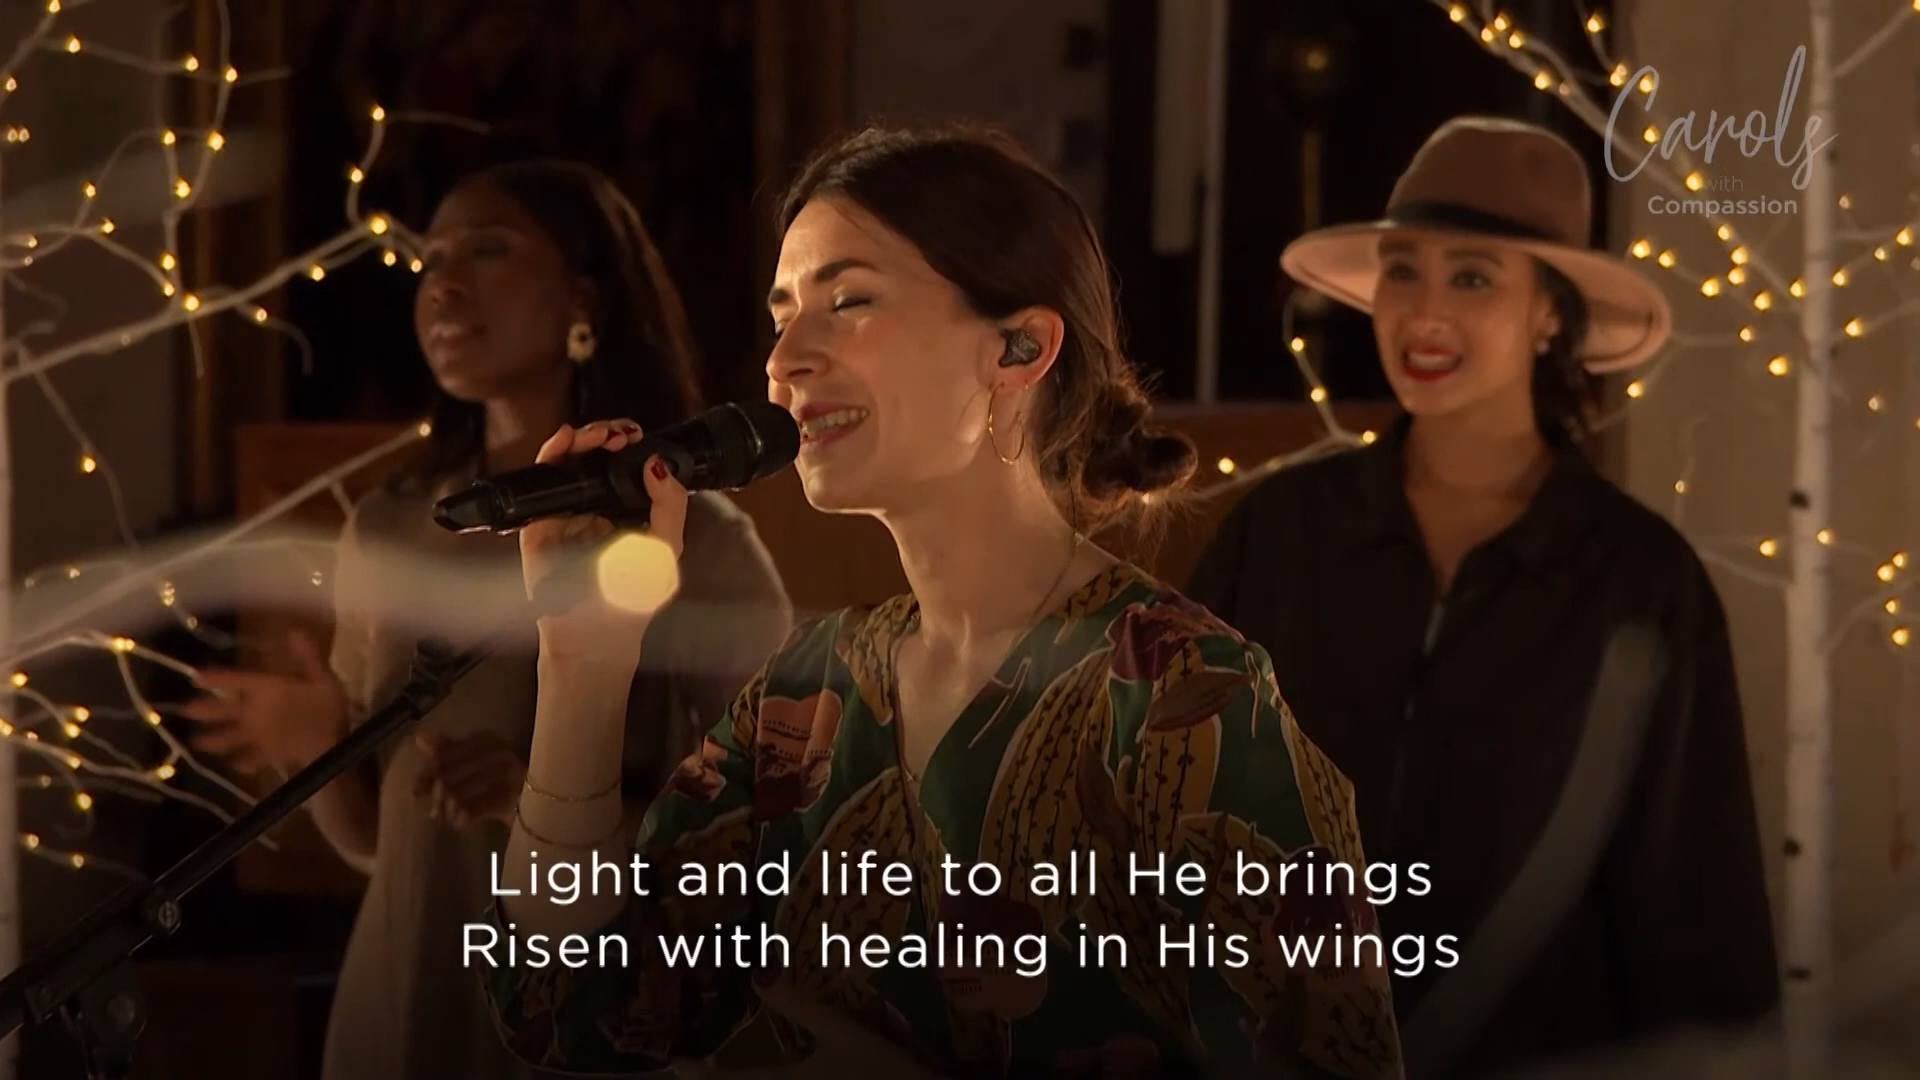 Carols
with
Compassion
Light and life to all He brings
Risen with healing in His wings